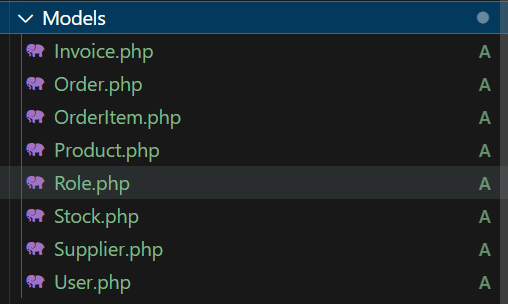 Models
Invoice.php A
Order.php A
OrderItem.php A
Product.php A
Role.php A
Stock.php A
Supplier.php A
User.php A